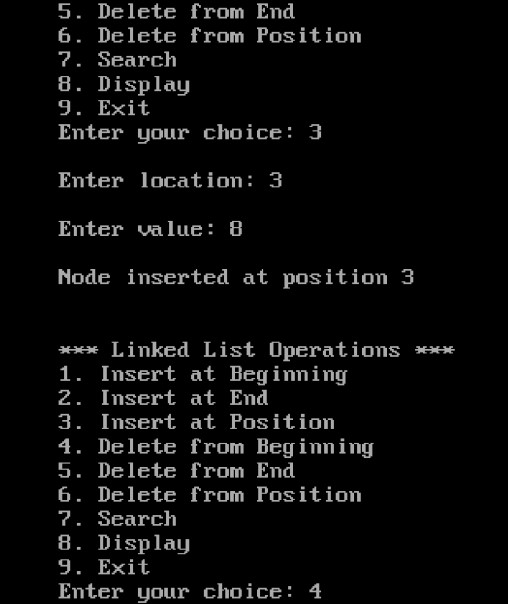 5. Delete from End
6. Delete from Position
7. Search
8. Display
9. Exit
Enter your choice: 3
Enter location: 3
Enter value: 8
Node inserted at position 3
*** Linked List Operations ***
1. Insert at Beginning
2. Insert at End
3. Insert at Position
4. Delete from Beginning
5. Delete from End
6. Delete from Position
7. Search
8. Display
9. Exit
Enter your choice: 4